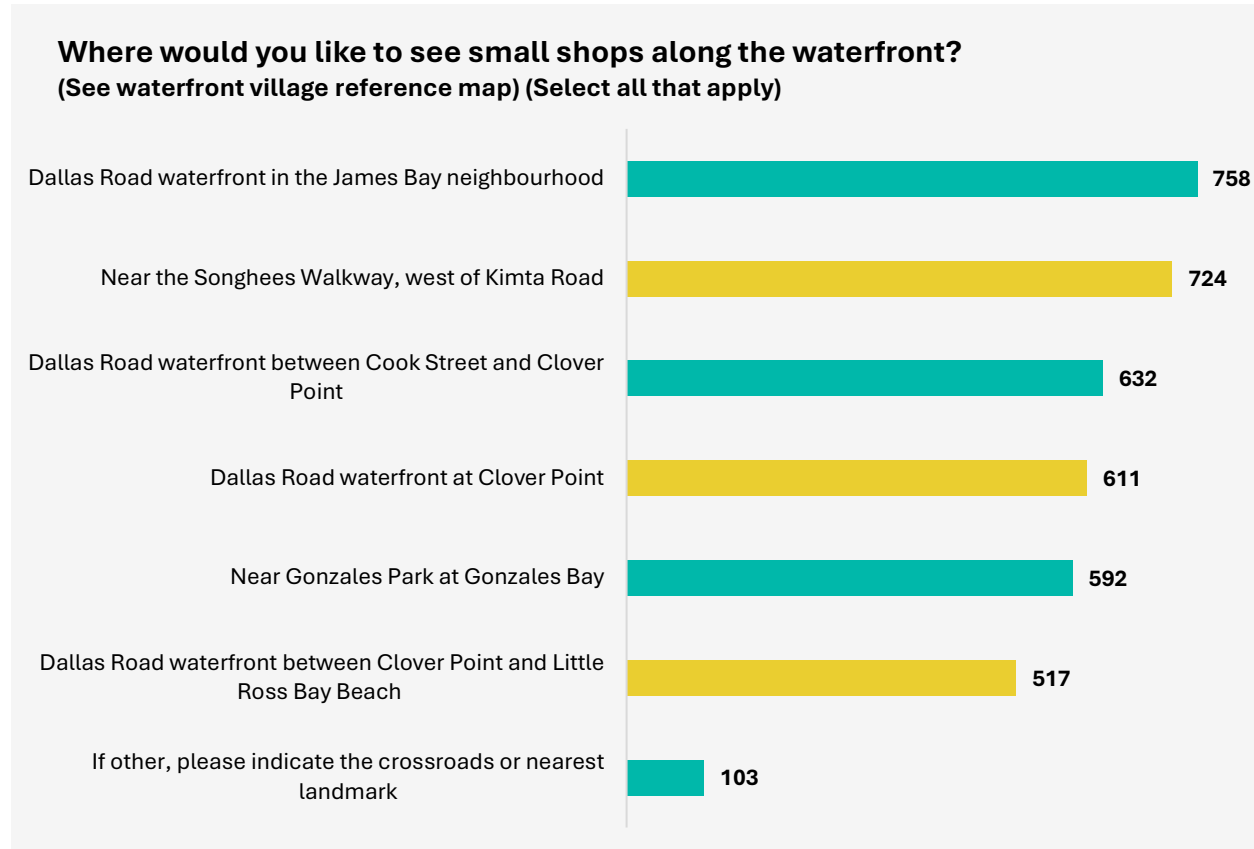 Where would you like to see small shops along the waterfront?
(See waterfront village reference map) (Select all that apply)
Dallas Road waterfront in the James Bay neighbourhood
758
Near the Songhees Walkway, west of Kimta Road
724
Dallas Road waterfront between Cook Street and Clover
Point
632
Dallas Road waterfront at Clover Point
611
Near Gonzales Park at Gonzales Bay
592
Dallas Road waterfront between Clover Point and Little
Ross Bay Beach
517
If other, please indicate the crossroads or nearest
landmark
103